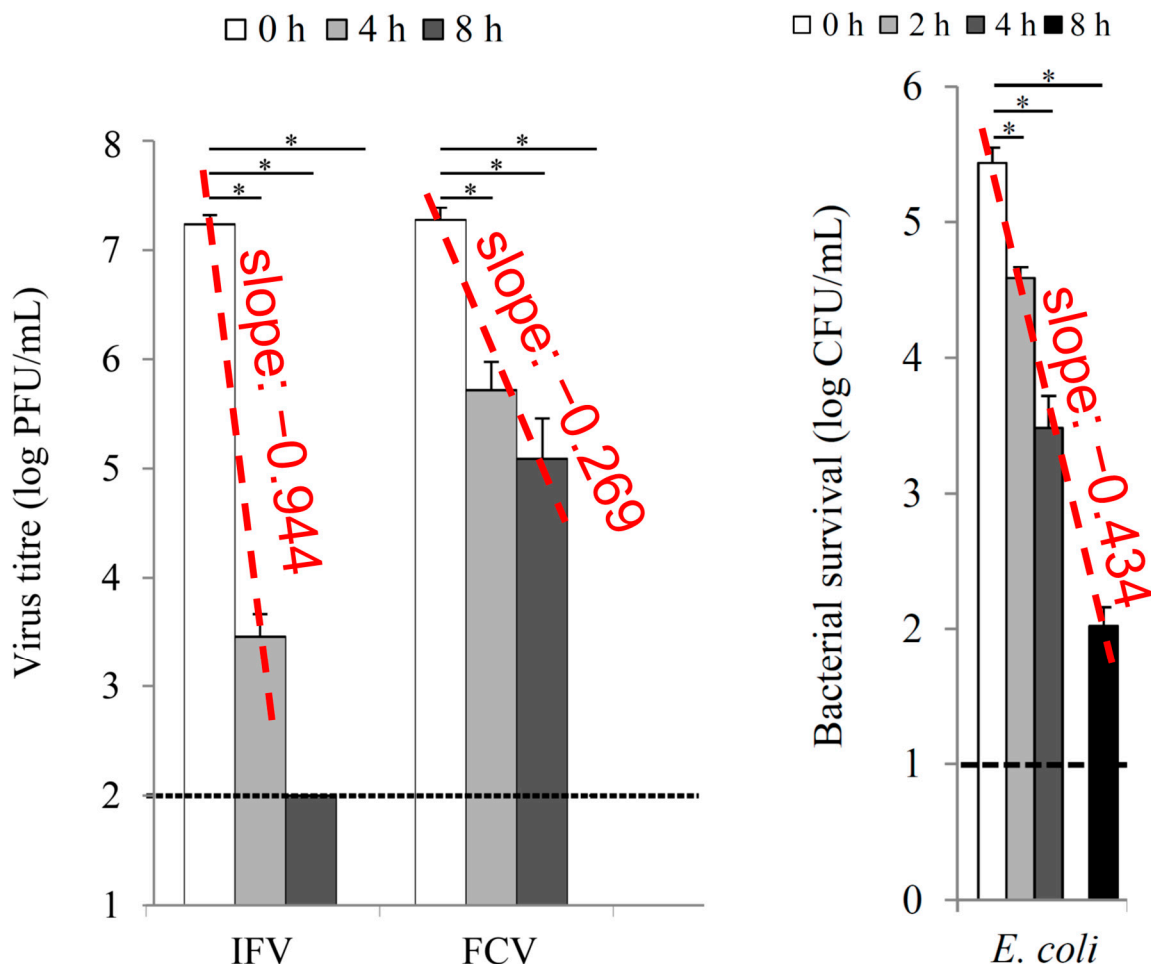 0 h 4 h 8 h
Virus titre (log PFU/mL)
8
7
6
5
4
3
2
1
* * *
* * *
slope: −0.944
slope: −0.269
IFV FCV
0 h 2 h 4 h 8 h
Bacterial survival (log CFU/mL)
6
5
4
3
2
1
0
* * *
slope: −0.434
E. coli